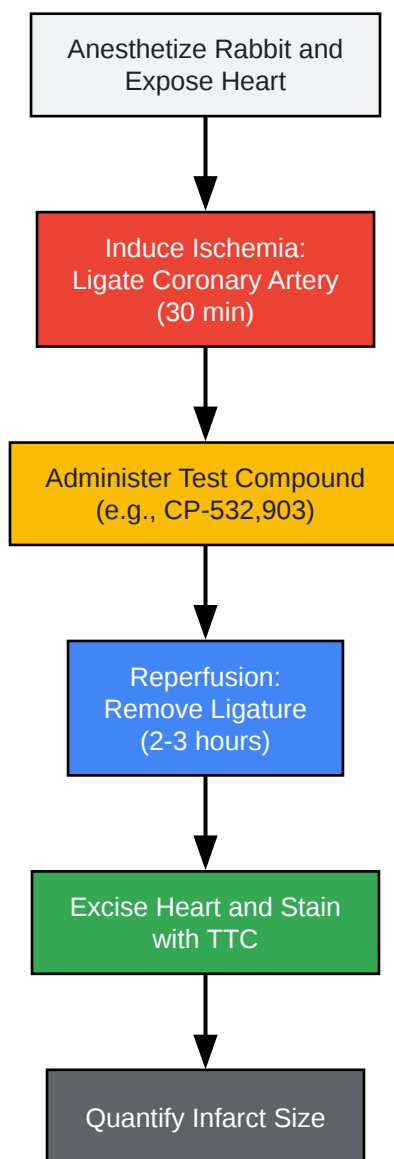 Anesthetize Rabbit and
Expose Heart
Induce Ischemia:
Ligate Coronary Artery
(30 min)
Administer Test Compound
(e.g., CP-532,903)
Reperfusion:
Remove Ligature
(2-3 hours)
Excise Heart and Stain
with TTC
Quantify Infarct Size